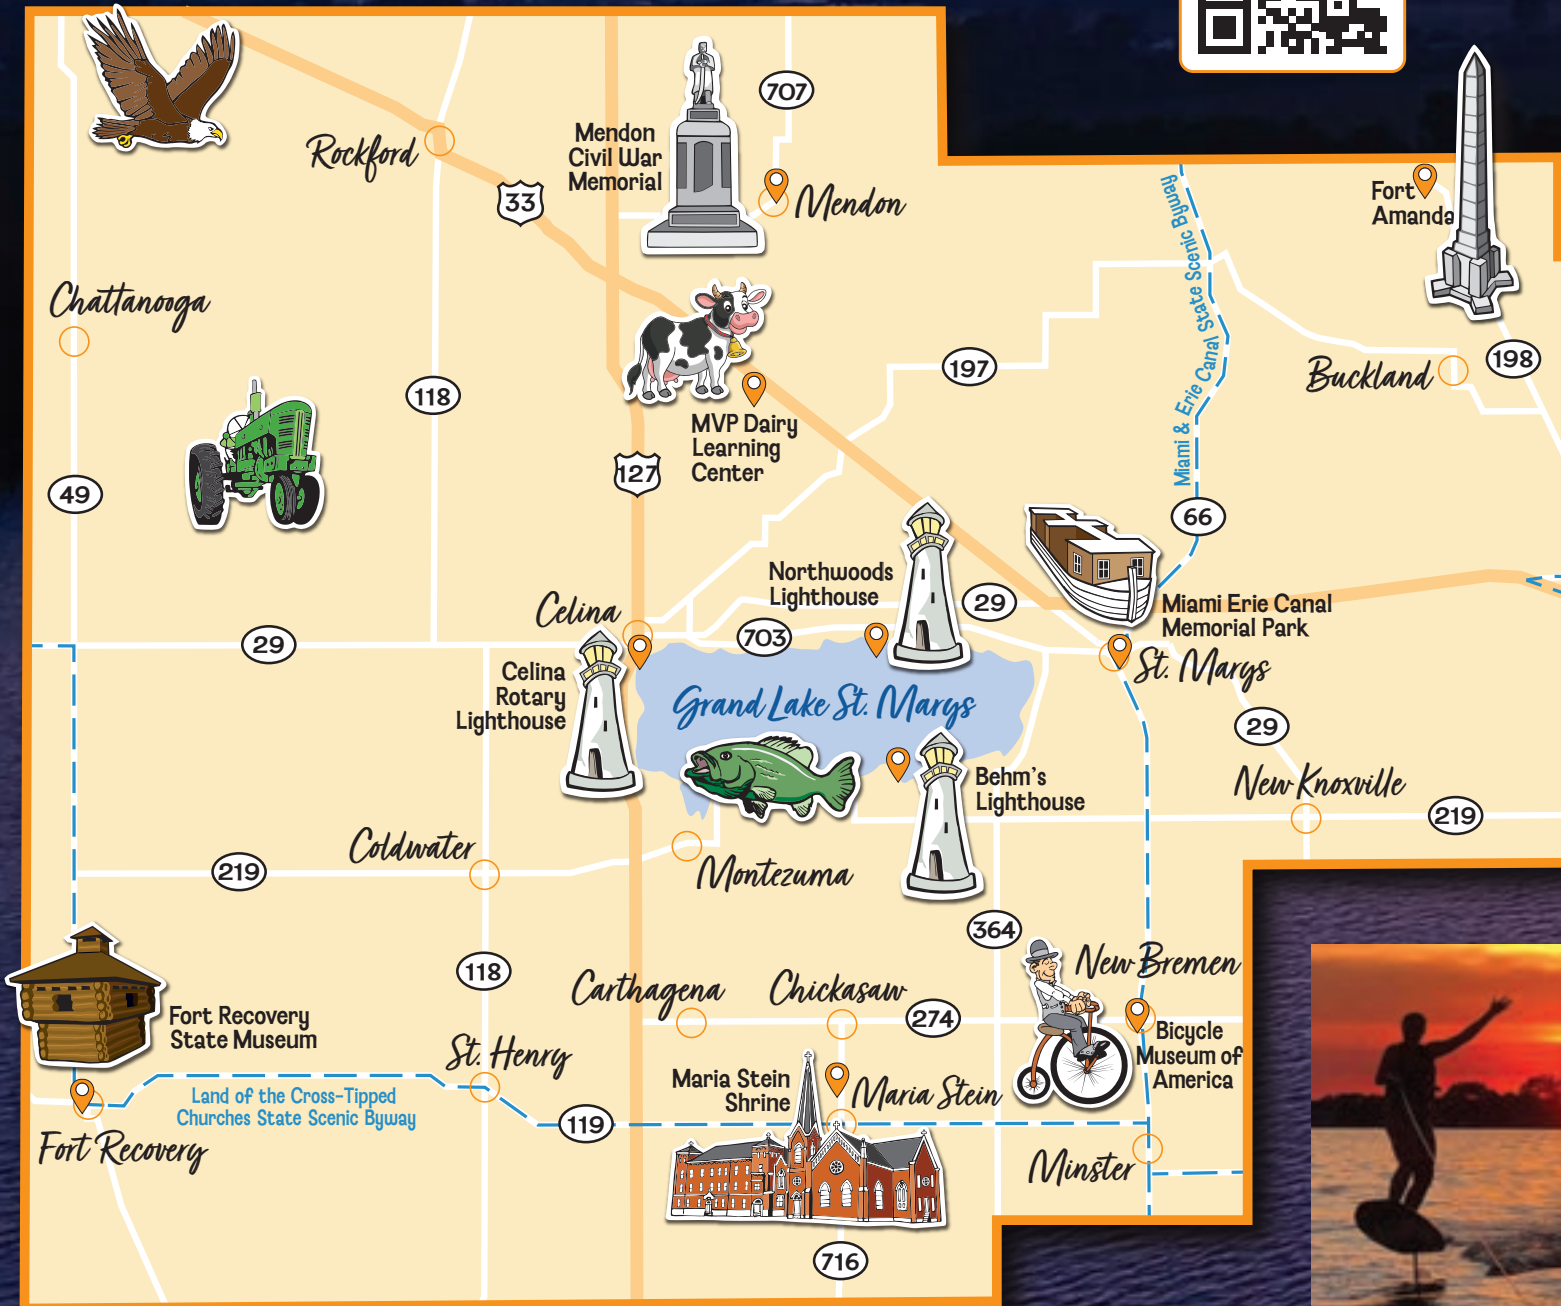 707
Rockford
Mendon
Civil War
Memorial
33
Mendon
Fort
Amanda
Miami & Erie Canal State Scenic Byway
Chattanooga
118
197
Buckland
198
MVP Dairy
Learning
Center
127
49
66
Northwoods
Lighthouse
29
Celina
Miami Erie Canal
Memorial Park
29
703
St. Marys
Celina
Rotary
Lighthouse
Grand Lake St. Marys
29
Behm's
Lighthouse
New Knoxville
219
Coldwater
219
Montezuma
364
118
New Bremen
Carthagena
Chickasaw
274
Fort Recovery
State Museum
Bicycle
Museum of
America
St. Henry
Land of the Cross-Tipped
Churches State Scenic Byway
Maria Stein
Shrine
Maria Stein
119
Fort Recovery
Minster
716